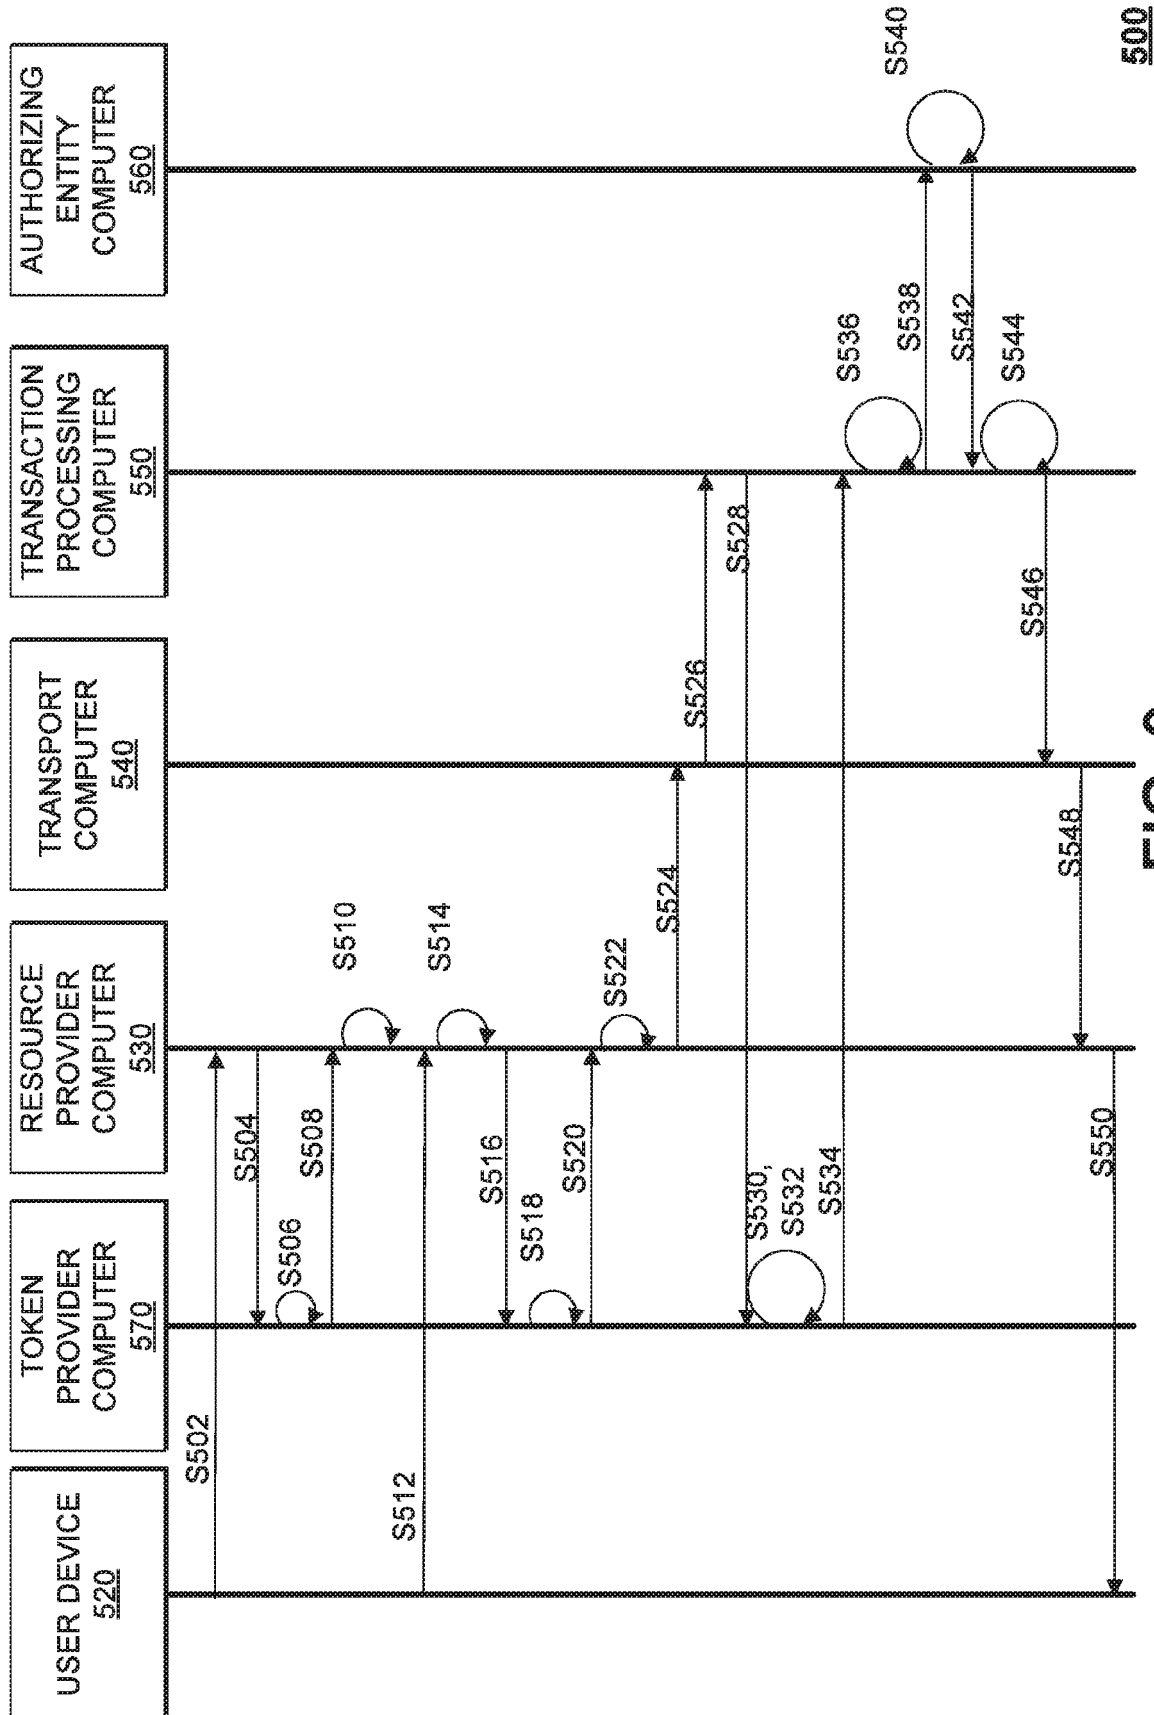 USER DEVICE
520
TOKEN
PROVIDER
COMPUTER
570
RESOURCE
PROVIDER
COMPUTER
530
TRANSPORT
COMPUTER
540
TRANSACTION
PROCESSING
COMPUTER
550
AUTHORIZING
ENTITY
COMPUTER
560
S502
S504
S506
S508
S510
S512
S514
S516
S518
S520
S522
S524
S526
S528
S530,
S532
S534
S536
S538
S540
S542
S544
S546
S548
S550
500